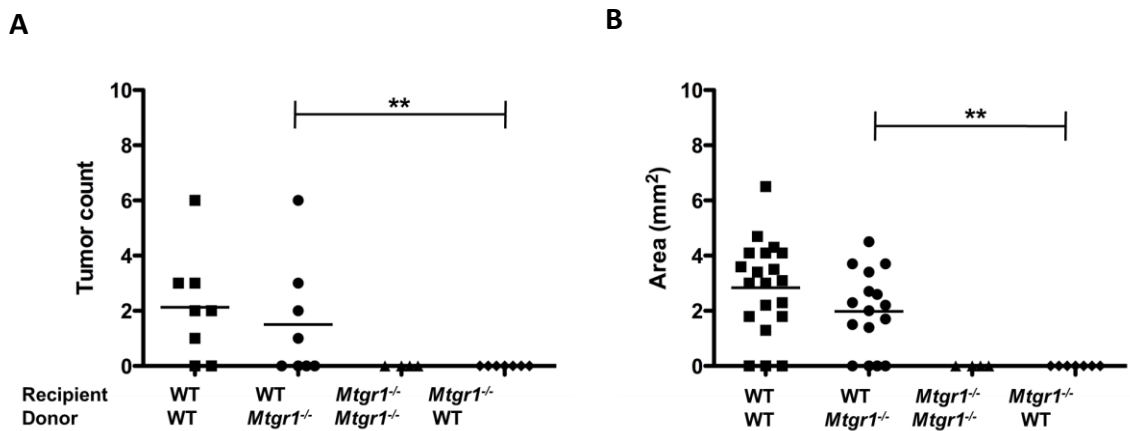 A
B
10
8
6
4
2
0
Tumor count
**
Recipient WT WT Mtgr1-/- Mtgr1-/-
Donor WT Mtgr1-/- Mtgr1-/- WT
10
8
6
4
2
0
Area (mm²)
**
WT WT Mtgr1-/- Mtgr1-/-
WT Mtgr1-/- Mtgr1-/- WT